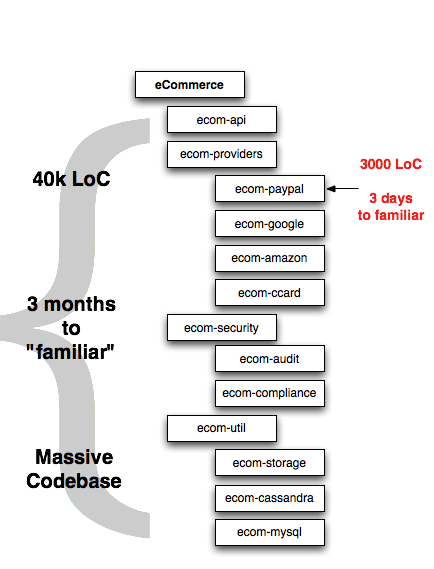 eCommerce
ecom-api
ecom-providers
3000 LoC
40k LoC
ecom-paypal
3 days
to familiar
ecom-google
ecom-amazon
ecom-ccard
3 months
to
"familiar"
ecom-security
ecom-audit
ecom-compliance
ecom-util
Massive
Codebase
ecom-storage
ecom-cassandra
ecom-mysql